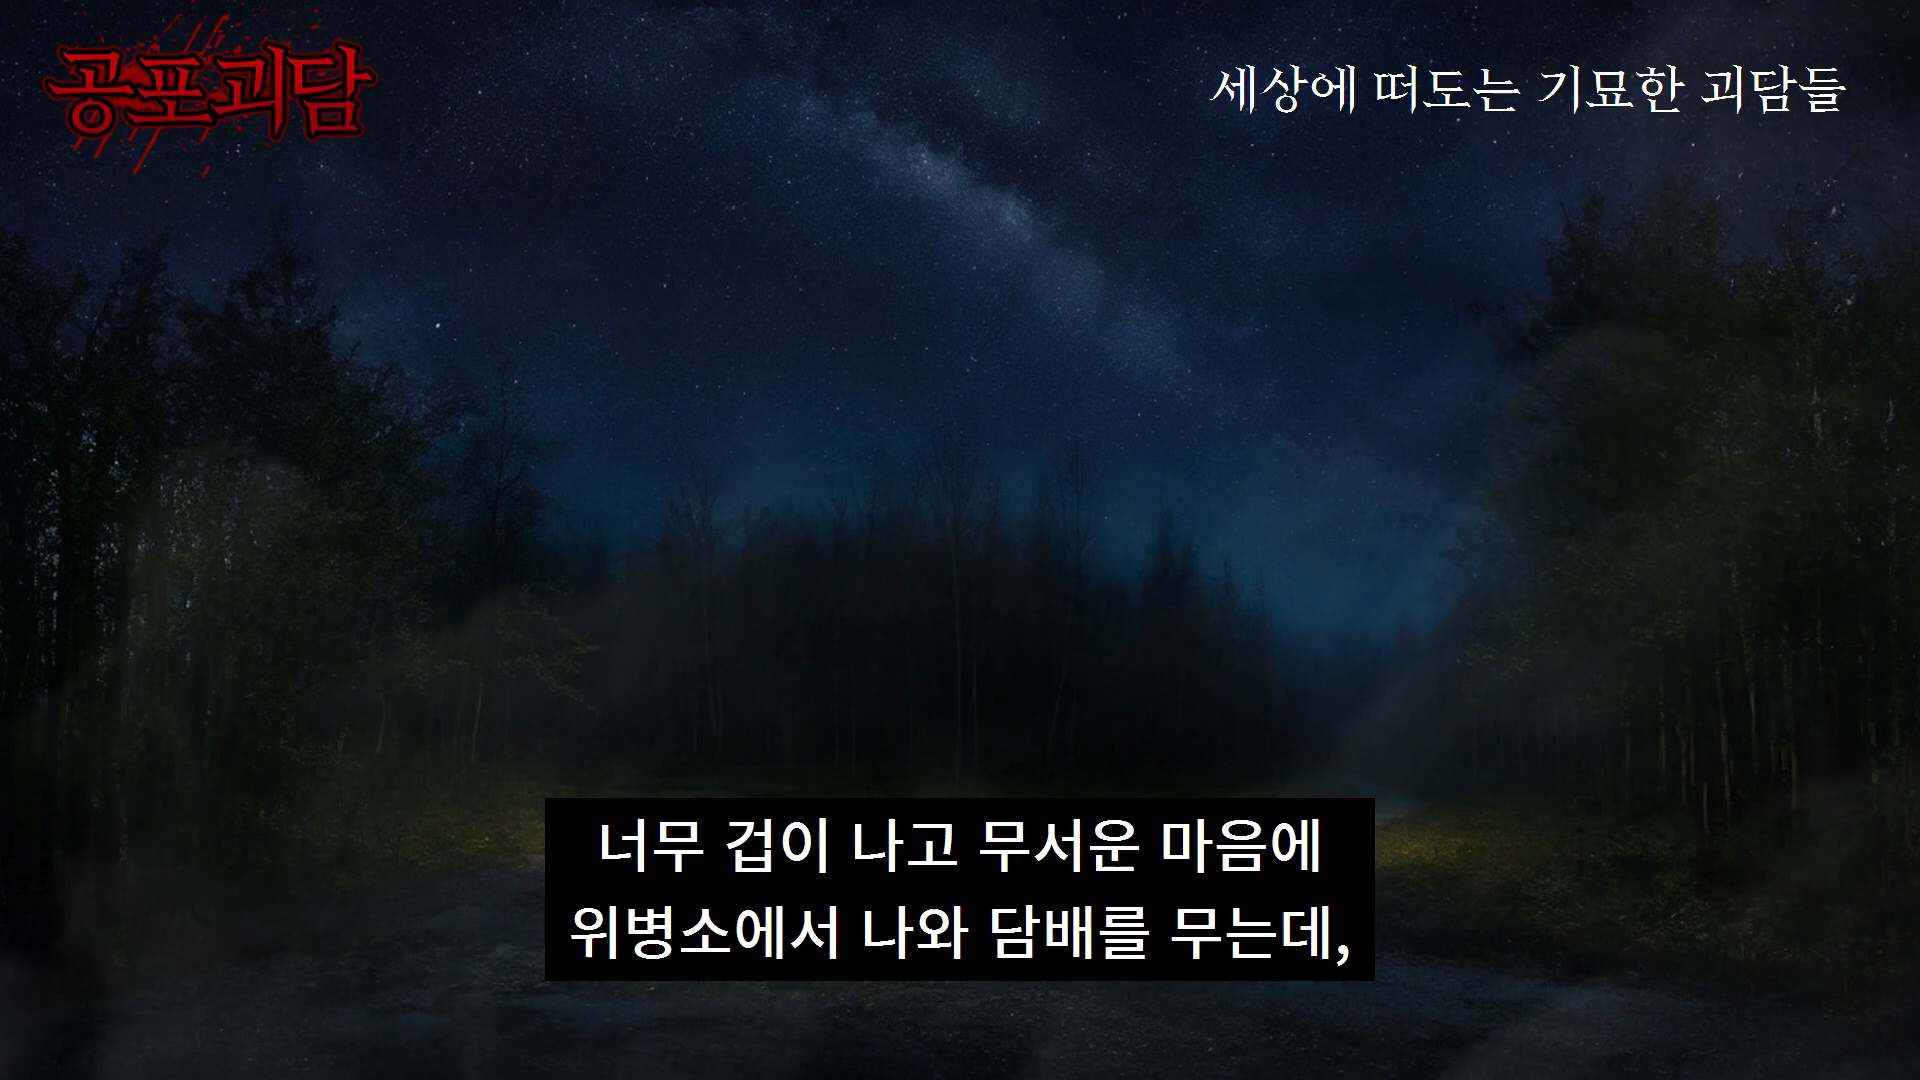 공포괴담
세상에 떠도는 기묘한 괴담들
너무 겁이 나고 무서운 마음에
위병소에서 나와 담배를 무는데,